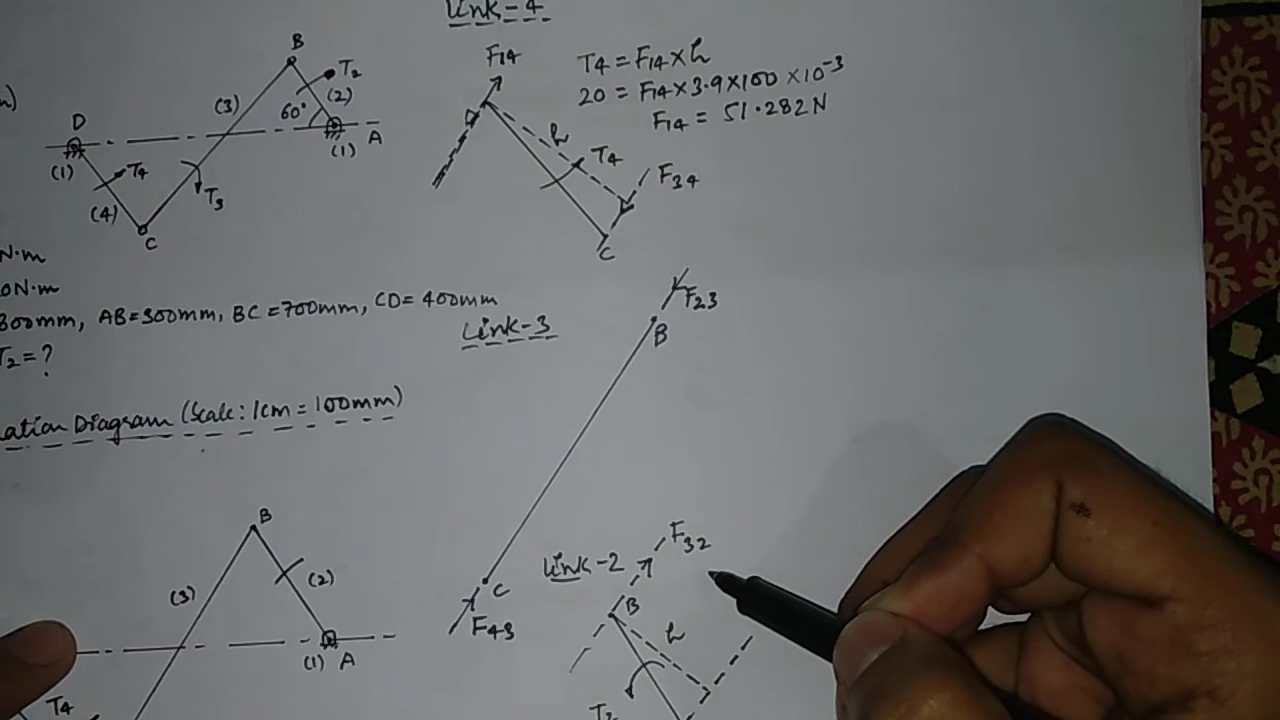 Link-4
B
F14
T4 = F14 × h
T2
20 = F14 × 3.9 × 100 × 10⁻³
(3)
60°
(2)
F14 = 51.282 N
D
A
h
(1)
(1)
T4
T4
F34
T3
(4)
C
C
N·m
0N·m
F23
300mm, AB=300mm, BC=700mm, CD=400mm
B
Link-3
T2 = ?
ation Diagram (Scale: 1cm = 100mm)
B
F32
Link-2
(2)
C
(3)
B
F43
h
(1) A
T4